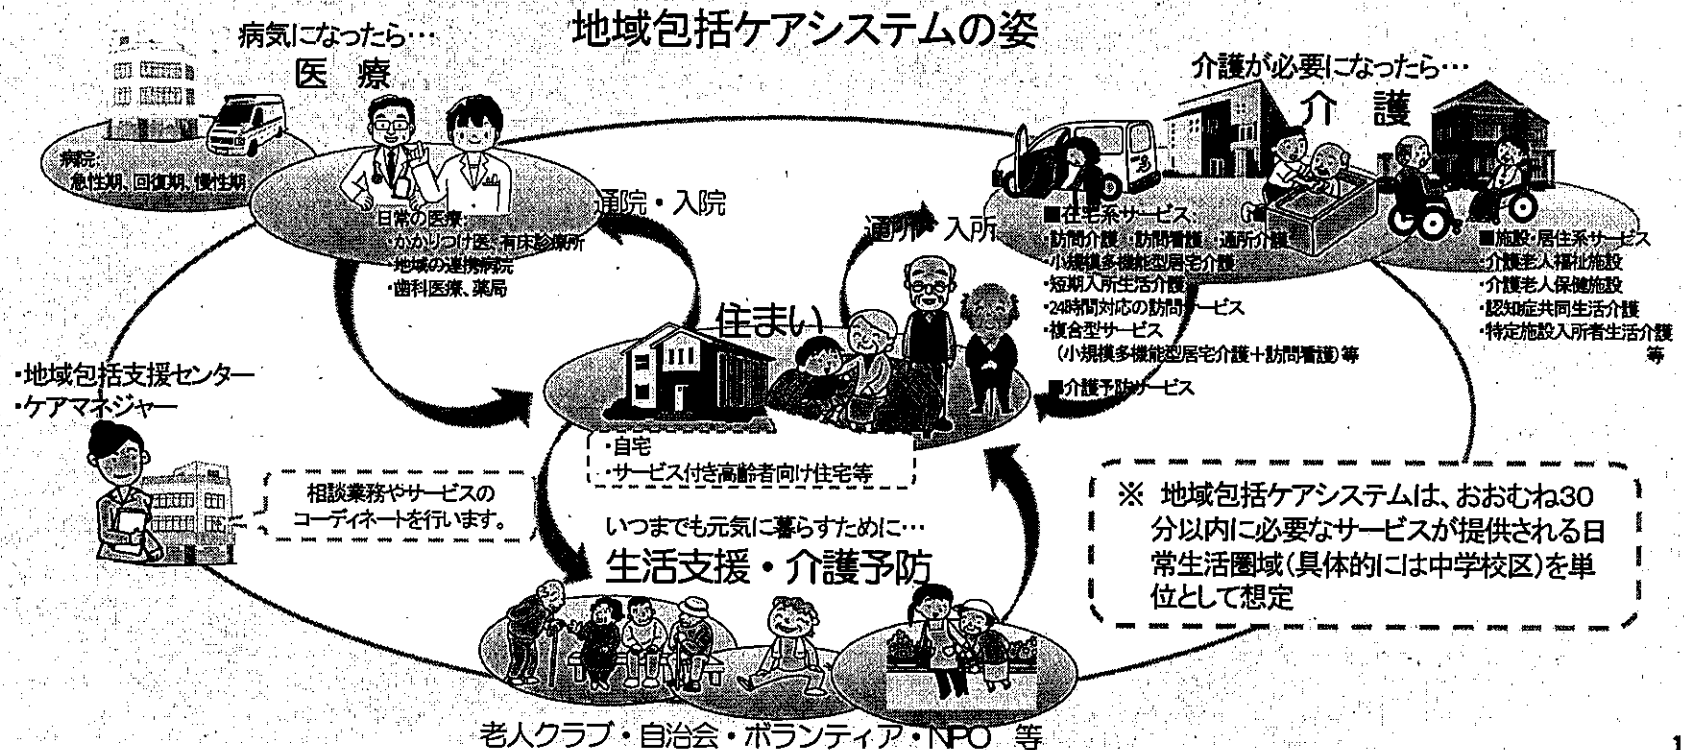 地域包括ケアシステムの姿
病気になったら…
医 療
病院:
急性期、回復期、慢性期
日常の医療:
・かかりつけ医、有床診療所
・地域の連携病院
・歯科医療、薬局
通院・入院
通所・入所
介護が必要になったら…
介 護
■在宅系サービス:
・訪問介護 ・訪問看護 ・通所介護
・小規模多機能型居宅介護
・短期入所生活介護
・24時間対応の訪問サービス
・複合型サービス
(小規模多機能型居宅介護+訪問看護)等
■介護予防サービス
■施設・居住系サービス
・介護老人福祉施設
・介護老人保健施設
・認知症共同生活介護
・特定施設入所者生活介護
等
住まい
・自宅
・サービス付き高齢者向け住宅等
・地域包括支援センター
・ケアマネジャー
相談業務やサービスの
コーディネートを行います。
いつまでも元気に暮らすために…
生活支援・介護予防
老人クラブ・自治会・ボランティア・NPO 等
※ 地域包括ケアシステムは、おおむね30
分以内に必要なサービスが提供される日
常生活圏域(具体的には中学校区)を単
位として想定
1